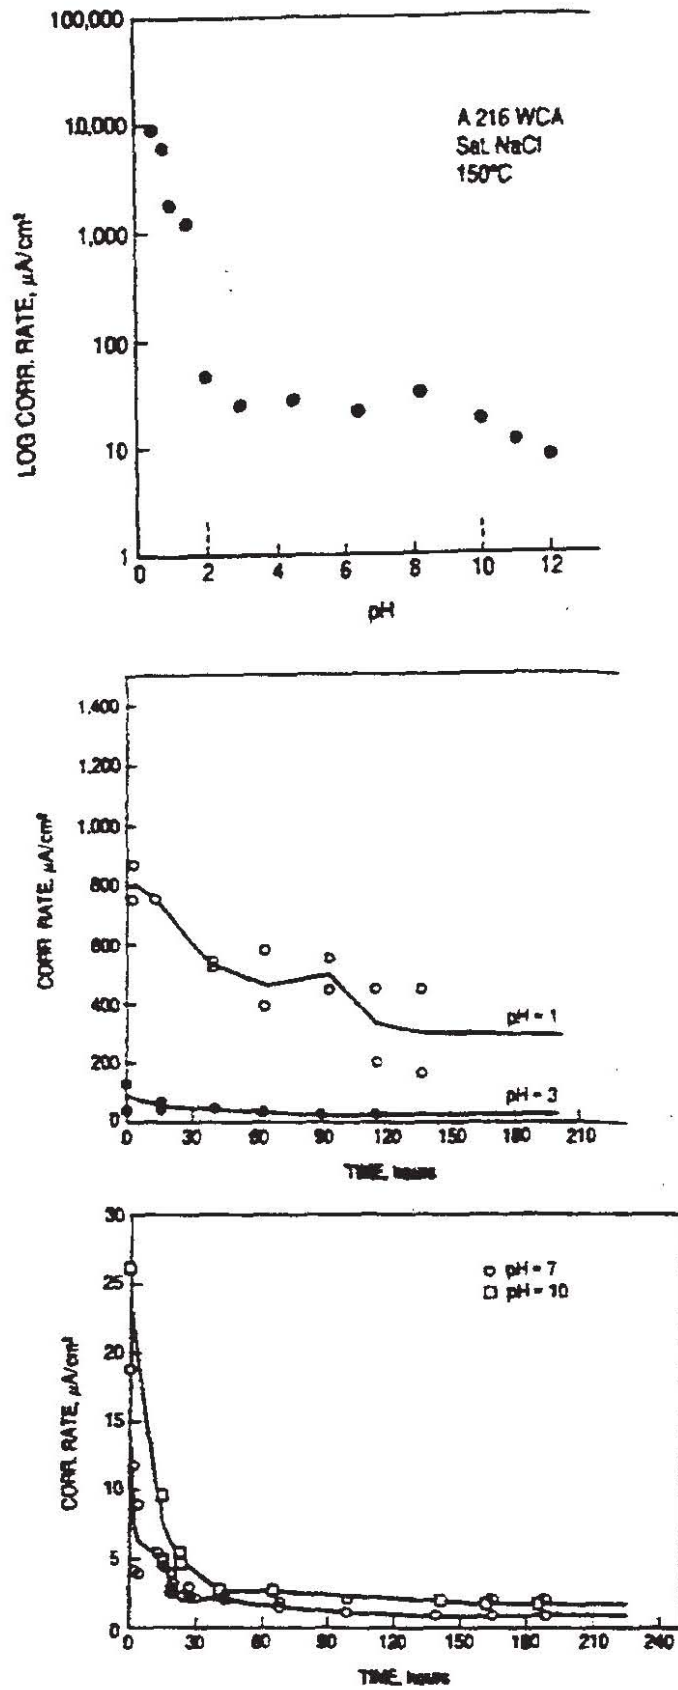 100,000
10,000
1,000
100
10
1
LOG CORR. RATE, μA/cm²
A 216 WCA
Sat. NaCl
150°C
0 2 4 6 8 10 12
pH
1,400
1,200
1,000
800
600
400
200
0
CORR RATE, μA/cm²
pH = 1
pH = 3
0 30 60 90 120 150 180 210
TIME, hours
30
25
20
15
10
5
0
CORR. RATE, μA/cm²
pH = 7
pH = 10
0 30 60 90 120 150 180 210 240
TIME, hours